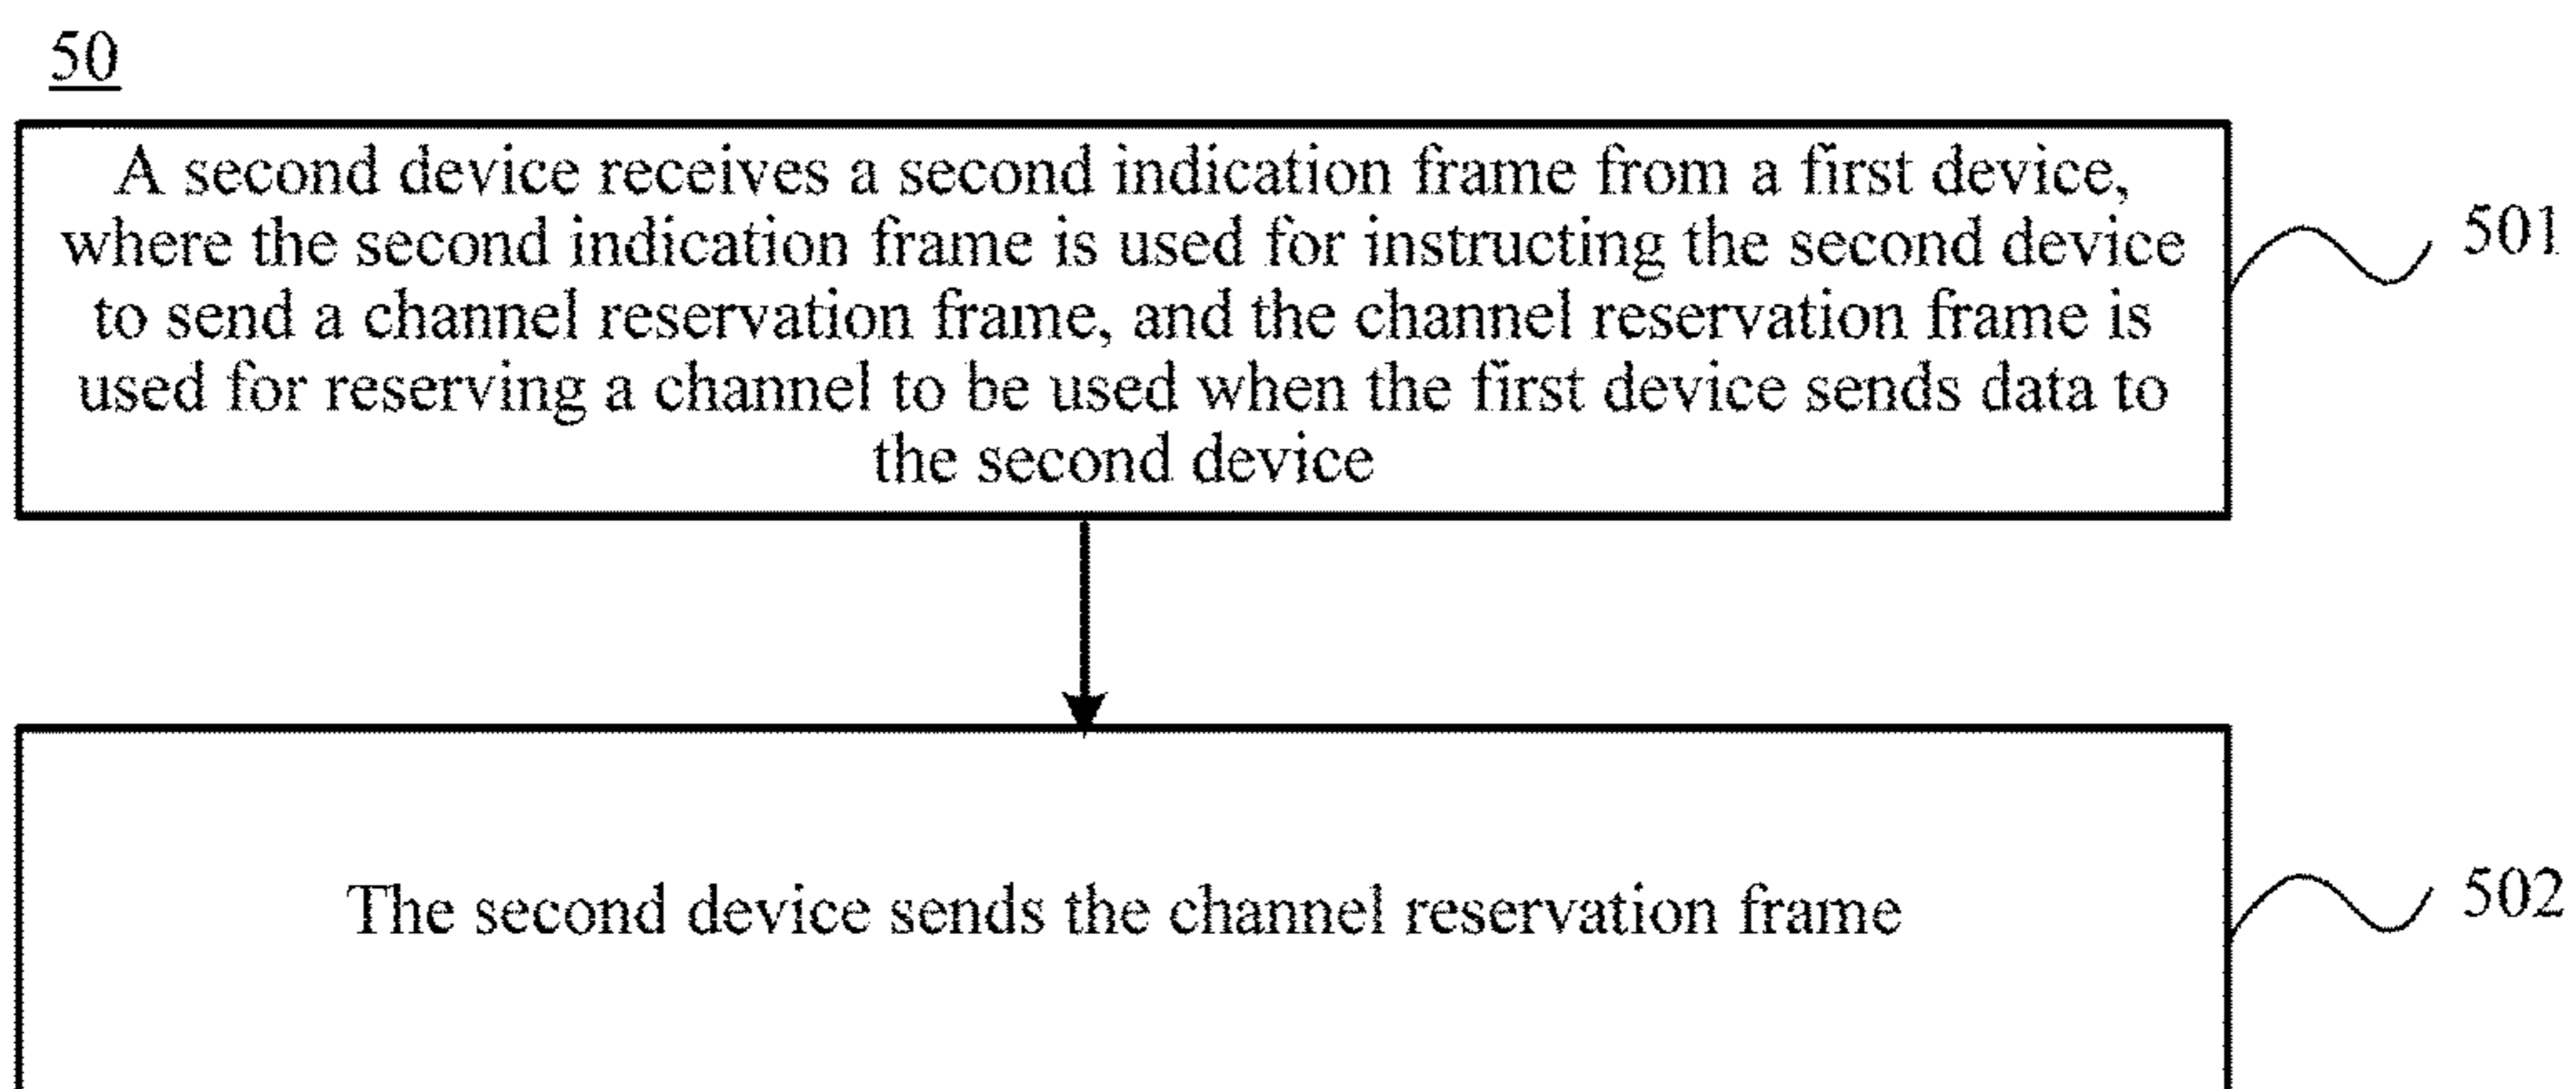 50
A second device receives a second indication frame from a first device,
where the second indication frame is used for instructing the second device
to send a channel reservation frame, and the channel reservation frame is
used for reserving a channel to be used when the first device sends data to
the second device
501
The second device sends the channel reservation frame
502